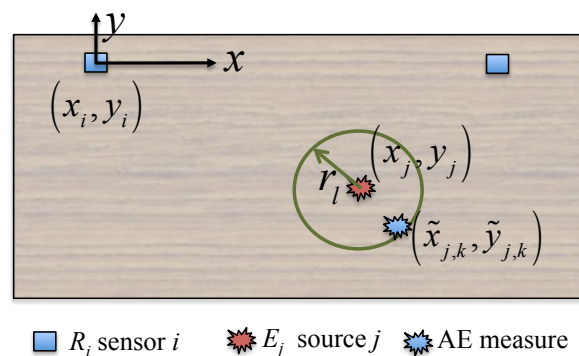 y
x
(x_i, y_i)
(x_j, y_j)
r_l
(x̃_{j,k}, ỹ_{j,k})
R_i sensor i E_j source j AE measure